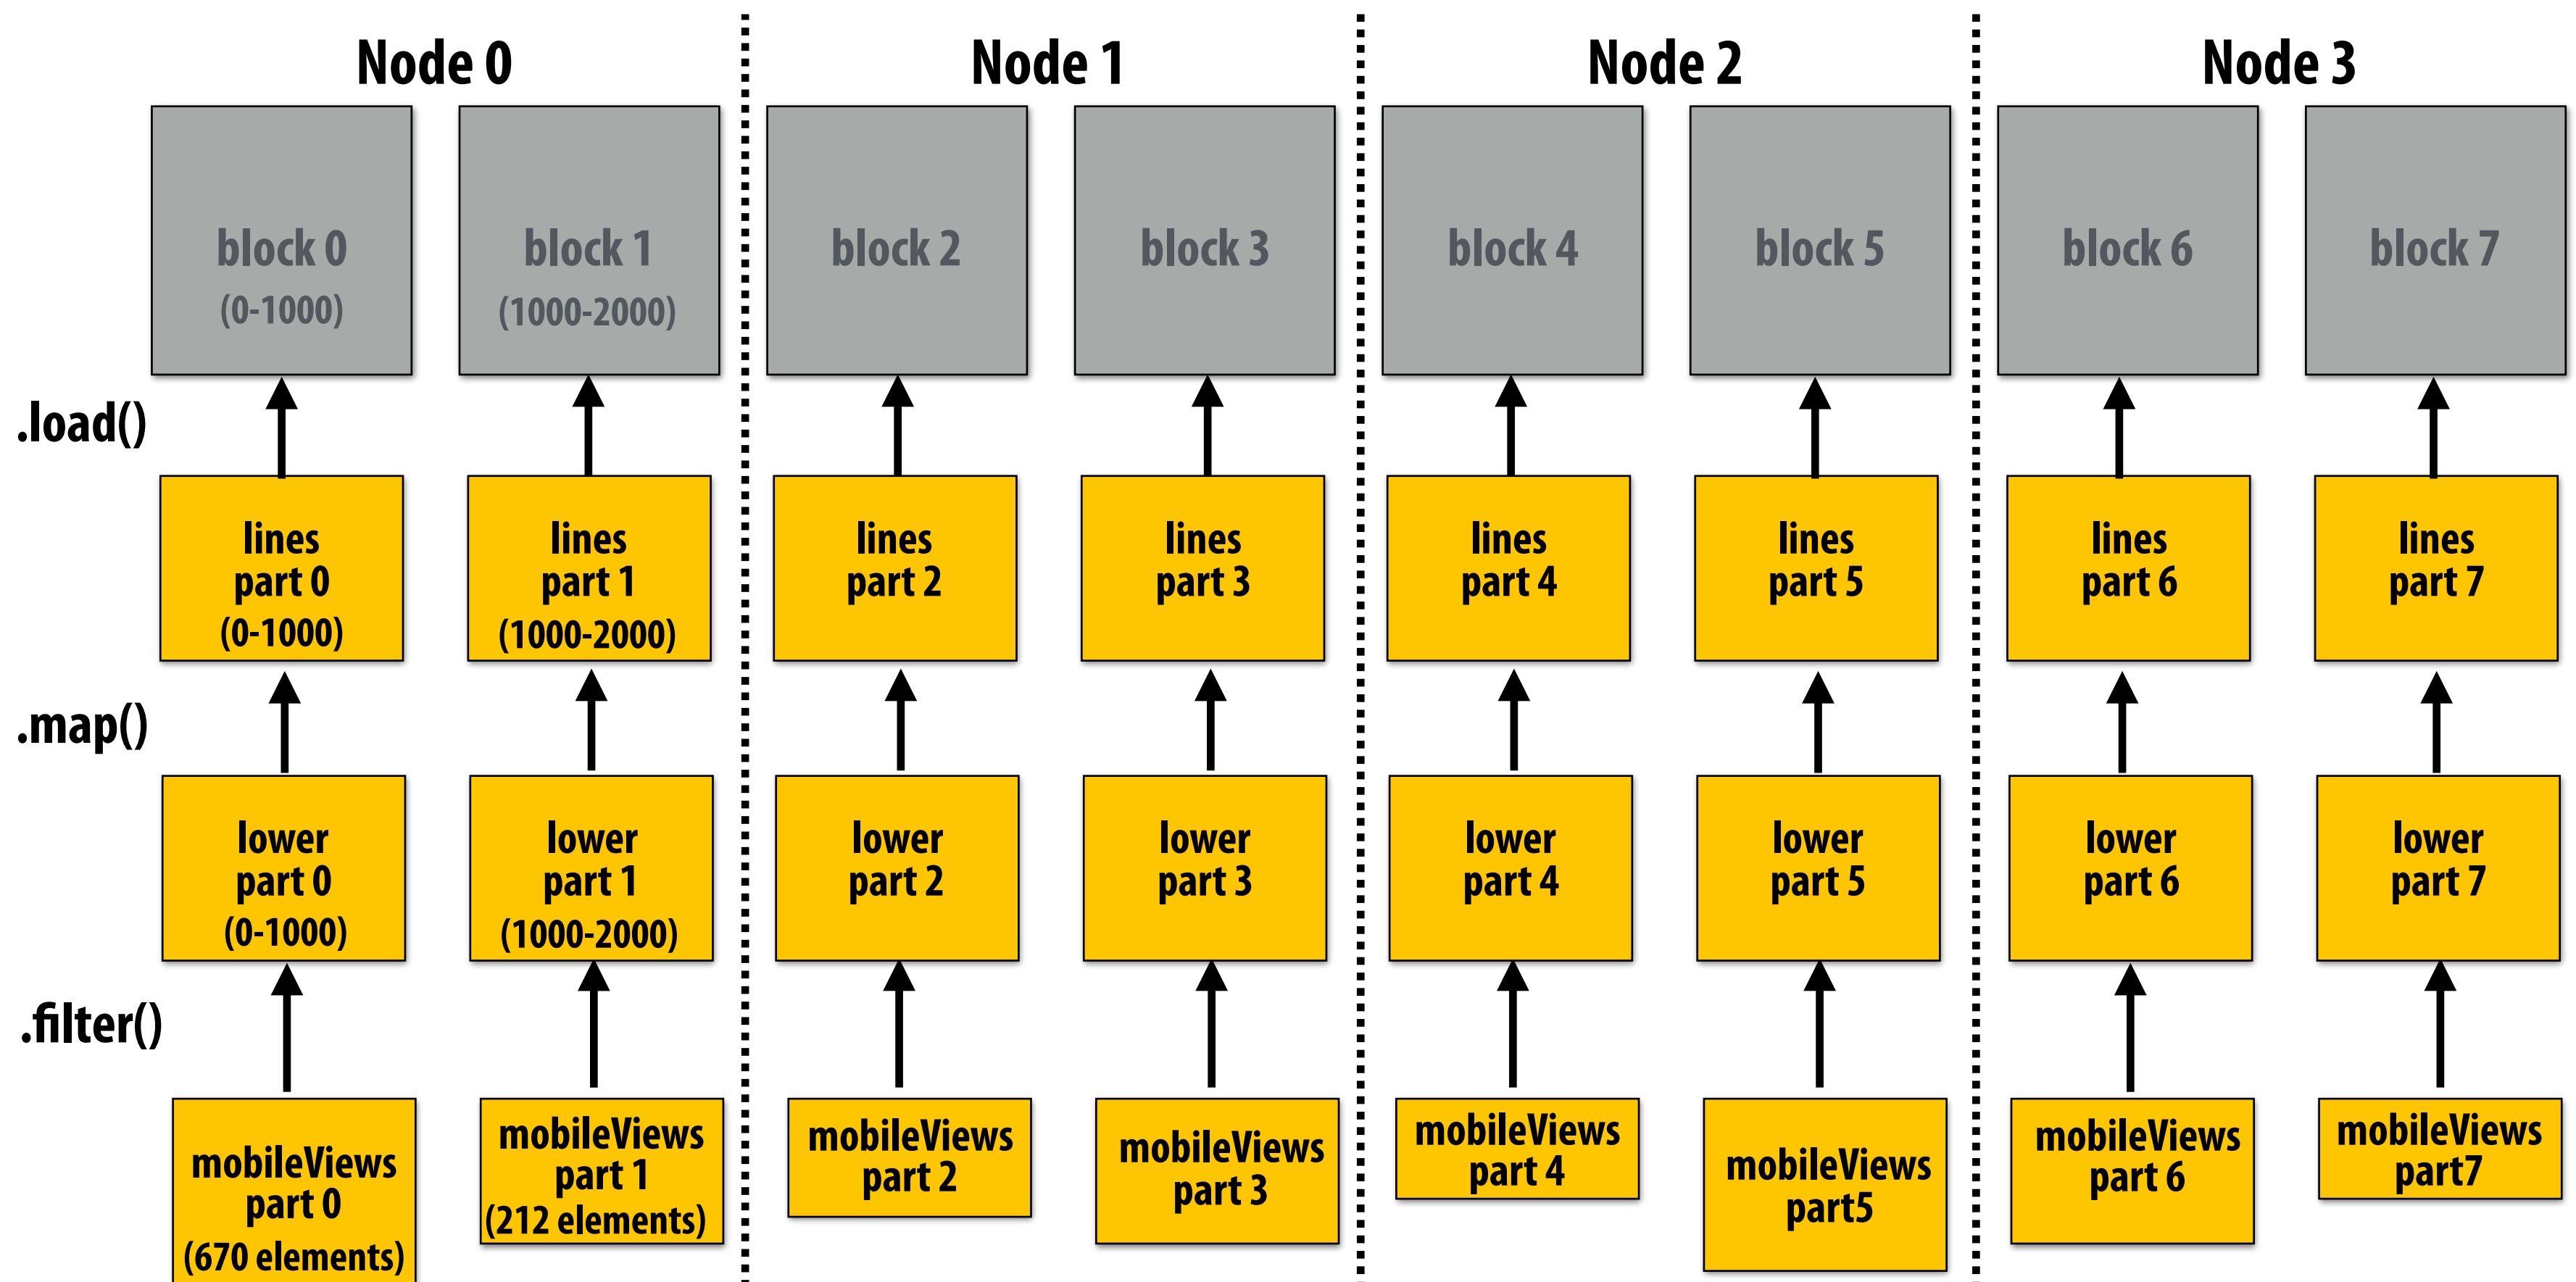 Node 0
Node 1
Node 2
Node 3
block 0
(0-1000)
block 1
(1000-2000)
block 2
block 3
block 4
block 5
block 6
block 7
.load()
lines
part 0
(0-1000)
lines
part 1
(1000-2000)
lines
part 2
lines
part 3
lines
part 4
lines
part 5
lines
part 6
lines
part 7
.map()
lower
part 0
(0-1000)
lower
part 1
(1000-2000)
lower
part 2
lower
part 3
lower
part 4
lower
part 5
lower
part 6
lower
part 7
.filter()
mobileViews
part 0
(670 elements)
mobileViews
part 1
(212 elements)
mobileViews
part 2
mobileViews
part 3
mobileViews
part 4
mobileViews
part5
mobileViews
part 6
mobileViews
part7